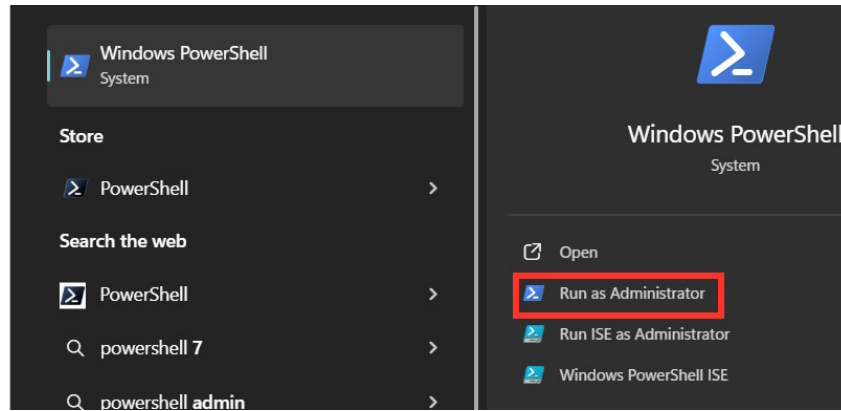 Windows PowerShell
System
Store
PowerShell
Search the web
PowerShell
powershell 7
powershell admin
Windows PowerShell
System
Open
Run as Administrator
Run ISE as Administrator
Windows PowerShell ISE